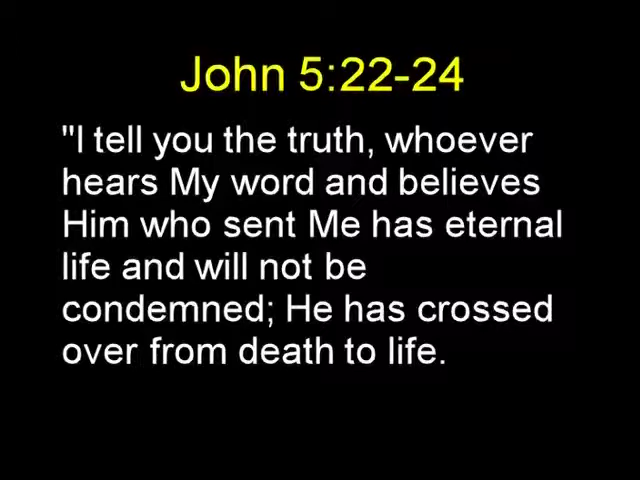 John 5:22-24
"I tell you the truth, whoever
hears My word and believes
Him who sent Me has eternal
life and will not be
condemned; He has crossed
over from death to life.